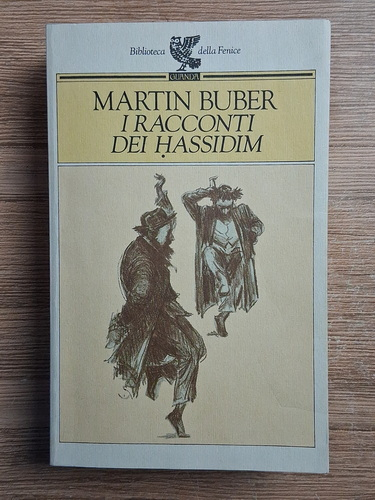 Biblioteca della Fenice
GUANDA
MARTIN BUBER
I RACCONTI
DEI ḤASSIDIM